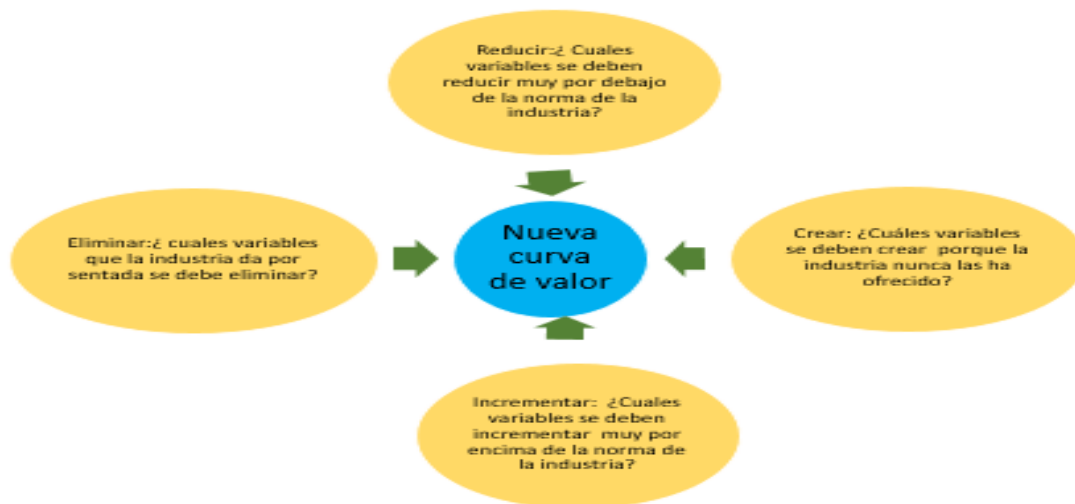 Reducir:¿ Cuales
variables se deben
reducir muy por debajo
de la norma de la
industria?
Eliminar:¿ cuales variables
que la industria da por
sentada se debe eliminar?
Nueva
curva
de valor
Crear: ¿Cuáles variables
se deben crear porque la
industria nunca las ha
ofrecido?
Incrementar: ¿Cuales
variables se deben
incrementar muy por
encima de la norma de
la industria?